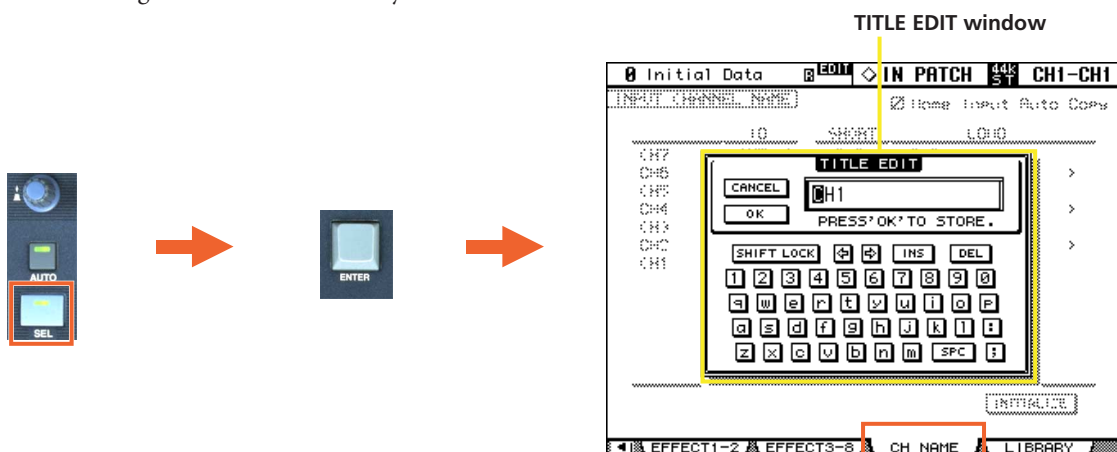 TITLE EDIT window
0 Initial Data R EDIT ◇IN PATCH 44k ST CH1-CH1
INPUT CHANNEL NAME
Home Input Auto Copy
ID SHORT LONG
CH7
CH6
CH5
CH4
CH3
CH2
CH1
TITLE EDIT
CANCEL
CH1
OK
PRESS'OK'TO STORE.
SHIFT LOCK INS DEL
1 2 3 4 5 6 7 8 9 0
q w e r t y u i o p
a s d f g h j k l :
z x c v b n m SPC ;
INITIALIZE
EFFECT1-2 EFFECT3-8 CH NAME LIBRARY
AUTO
SEL
ENTER